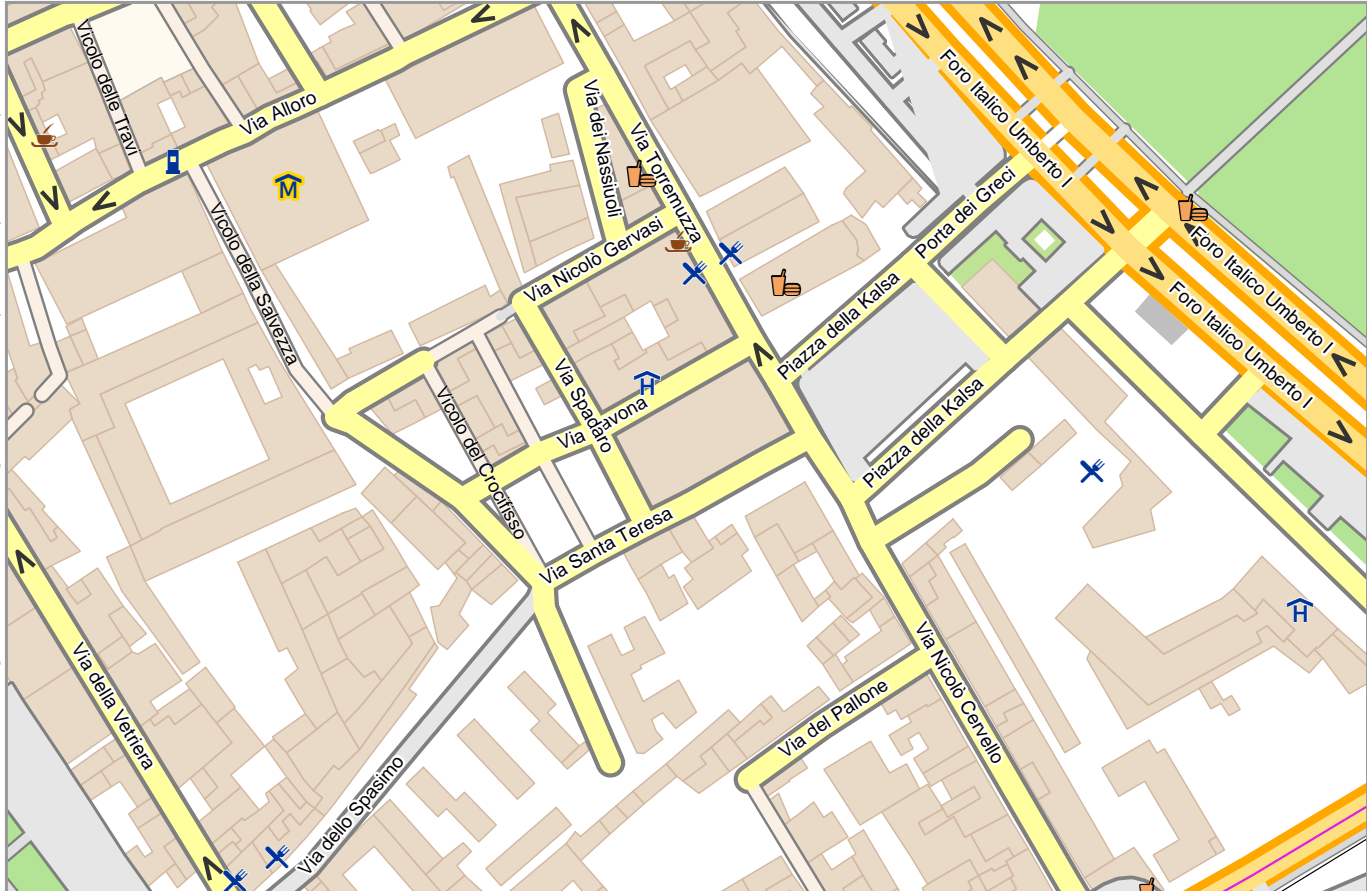 Vicolo delle Travi
Via Alloro
Foro Italico Umberto I
Via dei Nassiuoli
Via Torremuzza
M
Porta dei Greci
Vicolo della Salvezza
Via Nicolò Gervasi
Foro Italico Umberto I
Piazza della Kalsa
Foro Italico Umberto I
Via Spadaro
H
Piazza della Kalsa
Vicolo del Crocifisso
Via
Via Santa Teresa
H
Via Nicolò Cervello
Via della Vetriera
Via del Pallone
Via dello Spasimo